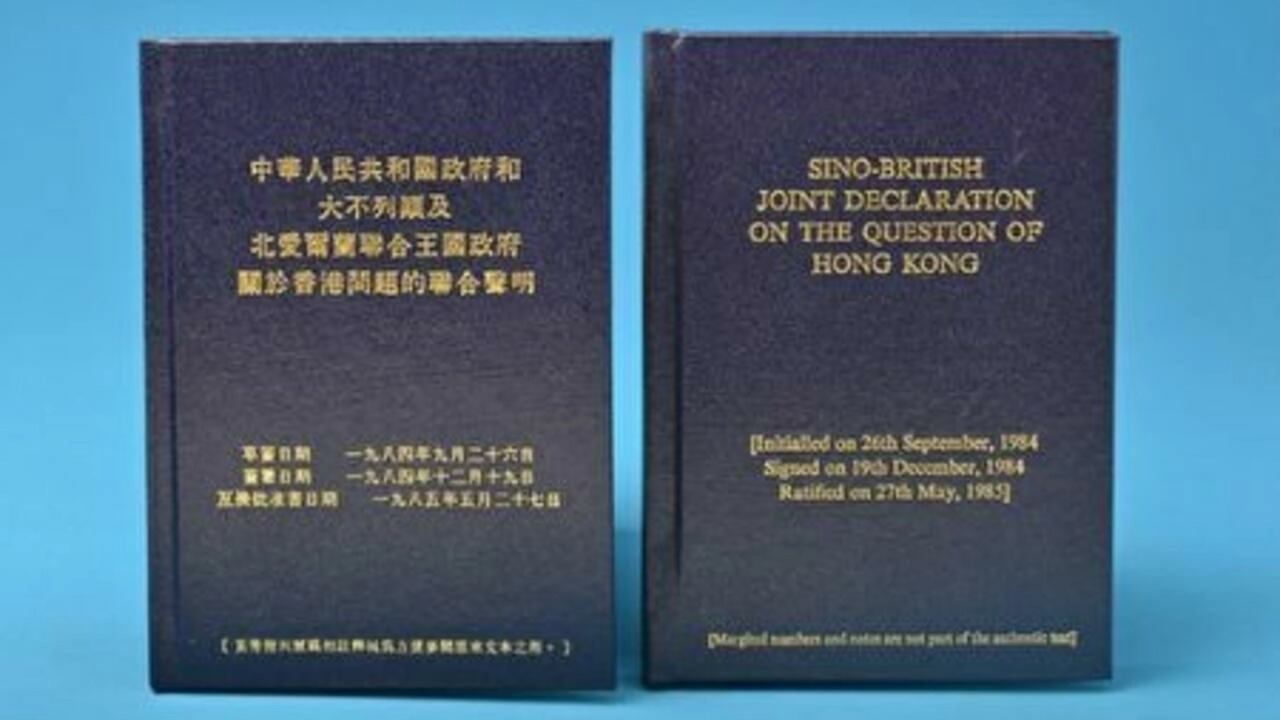 中華人民共和國政府和
大不列顛及
北愛爾蘭聯合王國政府
關於香港問題的聯合聲明
草簽日期 一九八四年九月二十六日
簽署日期 一九八四年十二月十九日
互換批准書日期 一九八五年五月二十七日
SINO-BRITISH
JOINT DECLARATION
ON THE QUESTION OF
HONG KONG
[Initialled on 26th September, 1984
Signed on 19th December, 1984
Ratified on 27th May, 1985]
[Marginal numbers and notes are not part of the authentic text]